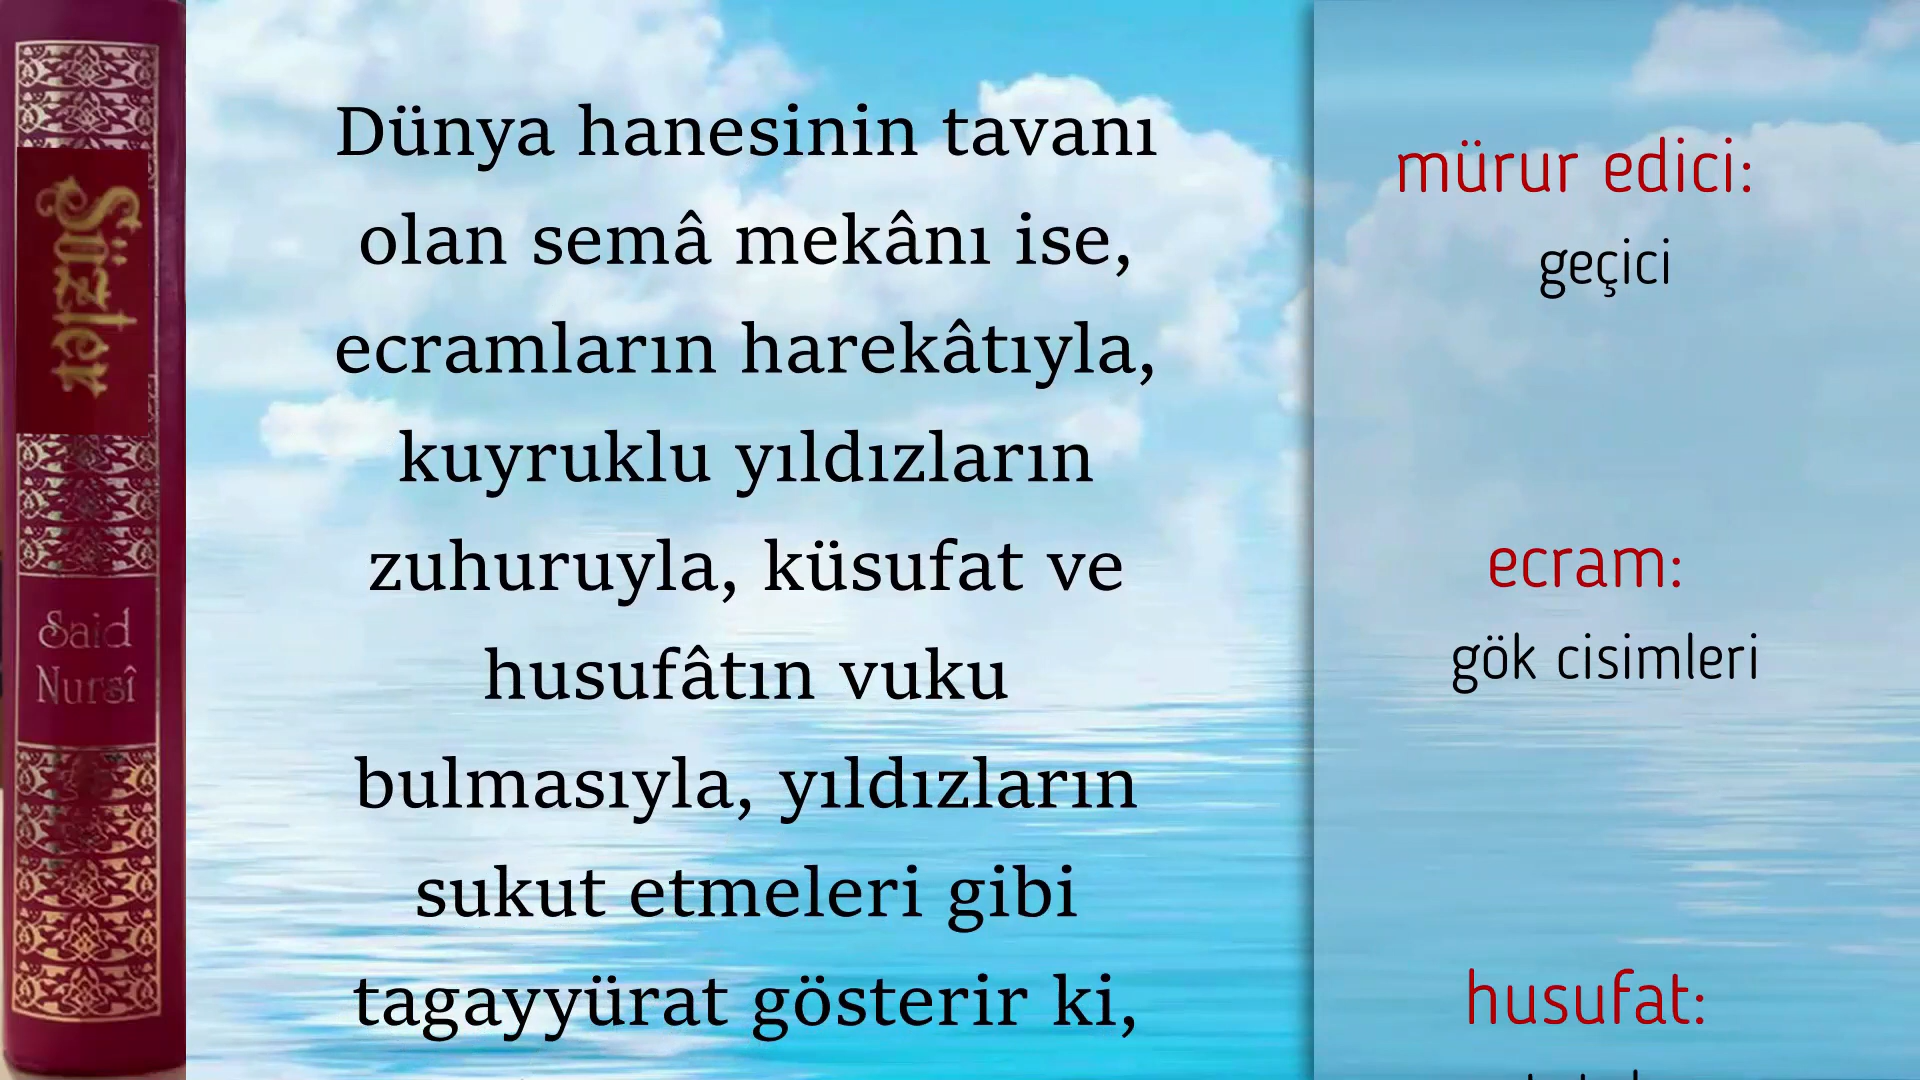 Sözler
Said
Nursî
Dünya hanesinin tavanı
olan semâ mekânı ise,
ecramların harekâtıyla,
kuyruklu yıldızların
zuhuruyla, küsufat ve
husufâtın vuku
bulmasıyla, yıldızların
sukut etmeleri gibi
tagayyürat gösterir ki,
mürur edici:
geçici
ecram:
gök cisimleri
husufat: